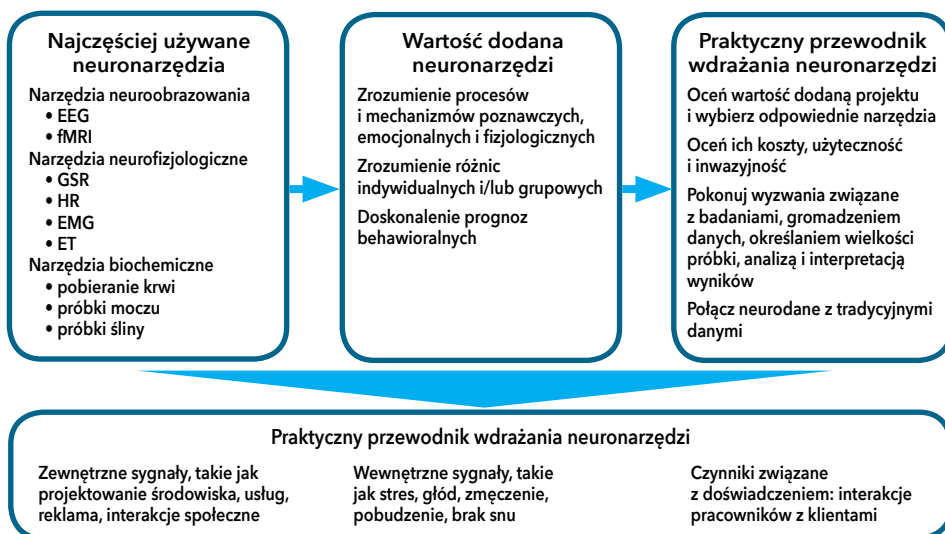 Najczęściej używane
neuronarzędzia
Narzędzia neuroobrazowania
• EEG
• fMRI
Narzędzia neurofizjologiczne
• GSR
• HR
• EMG
• ET
Narzędzia biochemiczne
• pobieranie krwi
• próbki moczu
• próbki śliny
Wartość dodana
neuronarzędzi
Zrozumienie procesów
i mechanizmów poznawczych,
emocjonalnych i fizjologicznych
Zrozumienie różnic
indywidualnych i/lub grupowych
Doskonalenie prognoz
behawioralnych
Praktyczny przewodnik
wdrażania neuronarzędzi
Oceń wartość dodaną projektu
i wybierz odpowiednie narzędzia
Oceń ich koszty, użyteczność
i inwazyjność
Pokonuj wyzwania związane
z badaniami, gromadzeniem
danych, określaniem wielkości
próbki, analizą i interpretacją
wyników
Połącz neurodane z tradycyjnymi
danymi
Praktyczny przewodnik wdrażania neuronarzędzi
Zewnętrzne sygnały, takie jak
projektowanie środowiska, usług,
reklama, interakcje społeczne
Wewnętrzne sygnały, takie
jak stres, głód, zmęczenie,
pobudzenie, brak snu
Czynniki związane
z doświadczeniem: interakcje
pracowników z klientami